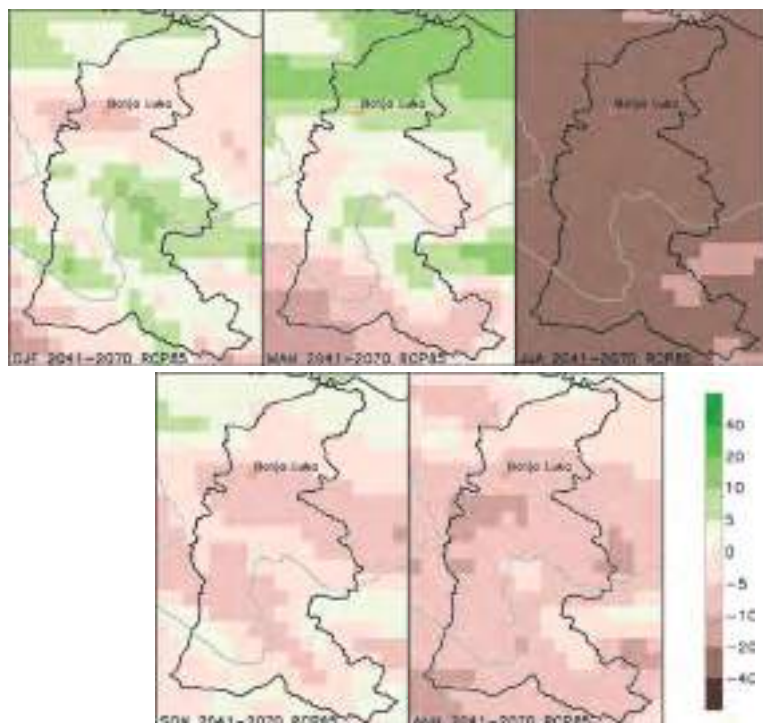 Banja Luka
DJF 2041-2070 RCP85
Banja Luka
MAM 2041-2070 RCP85
Banja Luka
JJA 2041-2070 RCP85
Banja Luka
SON 2041-2070 RCP85
Banja Luka
2041-2070 RCP85
40
20
10
5
0
-5
-10
-20
-40